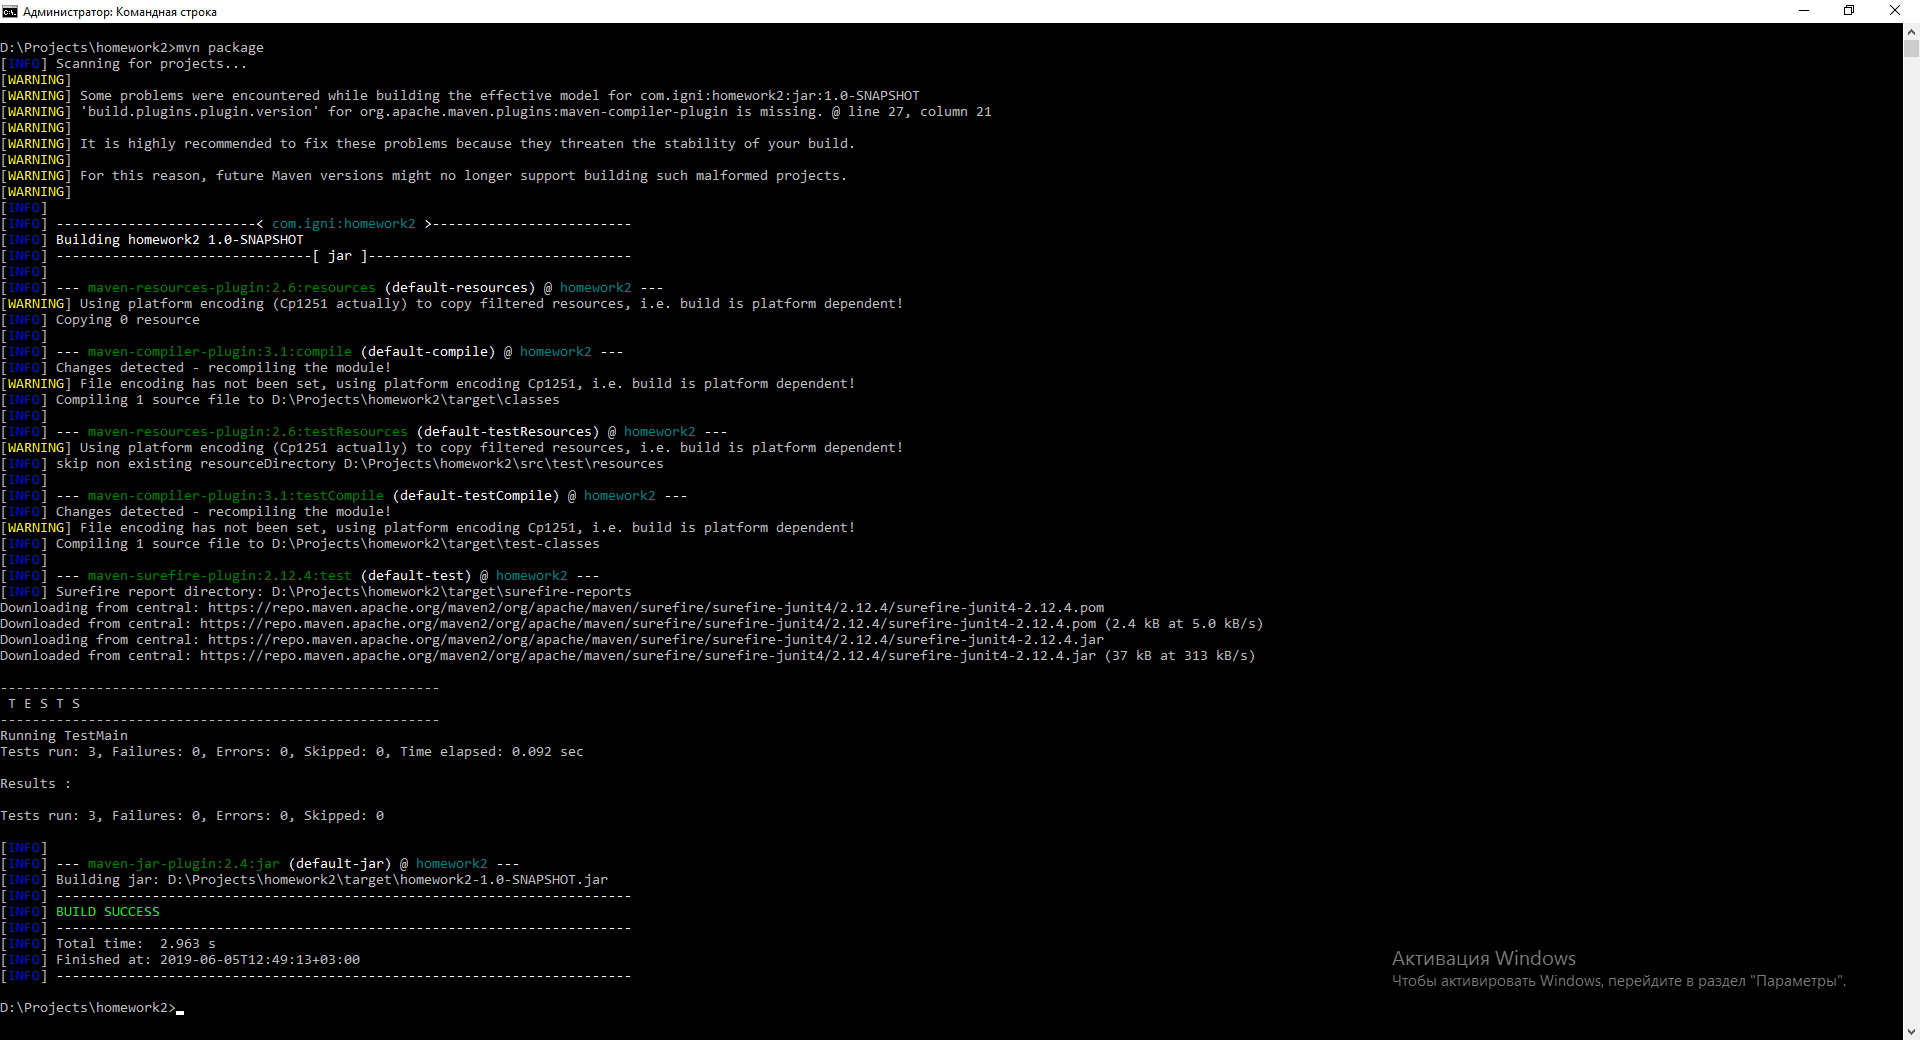 Администратор: Командная строка
D:\Projects\homework2>mvn package
[INFO] Scanning for projects...
[WARNING]
[WARNING] Some problems were encountered while building the effective model for com.igni:homework2:jar:1.0-SNAPSHOT
[WARNING] 'build.plugins.plugin.version' for org.apache.maven.plugins:maven-compiler-plugin is missing. @ line 27, column 21
[WARNING]
[WARNING] It is highly recommended to fix these problems because they threaten the stability of your build.
[WARNING]
[WARNING] For this reason, future Maven versions might no longer support building such malformed projects.
[WARNING]
[INFO]
[INFO] -------------------------< com.igni:homework2 >-------------------------
[INFO] Building homework2 1.0-SNAPSHOT
[INFO] --------------------------------[ jar ]---------------------------------
[INFO]
[INFO] --- maven-resources-plugin:2.6:resources (default-resources) @ homework2 ---
[WARNING] Using platform encoding (Cp1251 actually) to copy filtered resources, i.e. build is platform dependent!
[INFO] Copying 0 resource
[INFO]
[INFO] --- maven-compiler-plugin:3.1:compile (default-compile) @ homework2 ---
[INFO] Changes detected - recompiling the module!
[WARNING] File encoding has not been set, using platform encoding Cp1251, i.e. build is platform dependent!
[INFO] Compiling 1 source file to D:\Projects\homework2\target\classes
[INFO]
[INFO] --- maven-resources-plugin:2.6:testResources (default-testResources) @ homework2 ---
[WARNING] Using platform encoding (Cp1251 actually) to copy filtered resources, i.e. build is platform dependent!
[INFO] skip non existing resourceDirectory D:\Projects\homework2\src\test\resources
[INFO]
[INFO] --- maven-compiler-plugin:3.1:testCompile (default-testCompile) @ homework2 ---
[INFO] Changes detected - recompiling the module!
[WARNING] File encoding has not been set, using platform encoding Cp1251, i.e. build is platform dependent!
[INFO] Compiling 1 source file to D:\Projects\homework2\target\test-classes
[INFO]
[INFO] --- maven-surefire-plugin:2.12.4:test (default-test) @ homework2 ---
[INFO] Surefire report directory: D:\Projects\homework2\target\surefire-reports
Downloading from central: https://repo.maven.apache.org/maven2/org/apache/maven/surefire/surefire-junit4/2.12.4/surefire-junit4-2.12.4.pom
Downloaded from central: https://repo.maven.apache.org/maven2/org/apache/maven/surefire/surefire-junit4/2.12.4/surefire-junit4-2.12.4.pom (2.4 kB at 5.0 kB/s)
Downloading from central: https://repo.maven.apache.org/maven2/org/apache/maven/surefire/surefire-junit4/2.12.4/surefire-junit4-2.12.4.jar
Downloaded from central: https://repo.maven.apache.org/maven2/org/apache/maven/surefire/surefire-junit4/2.12.4/surefire-junit4-2.12.4.jar (37 kB at 313 kB/s)
-------------------------------------------------------
T E S T S
-------------------------------------------------------
Running TestMain
Tests run: 3, Failures: 0, Errors: 0, Skipped: 0, Time elapsed: 0.092 sec
Results :
Tests run: 3, Failures: 0, Errors: 0, Skipped: 0
[INFO]
[INFO] --- maven-jar-plugin:2.4:jar (default-jar) @ homework2 ---
[INFO] Building jar: D:\Projects\homework2\target\homework2-1.0-SNAPSHOT.jar
[INFO] ------------------------------------------------------------------------
[INFO] BUILD SUCCESS
[INFO] ------------------------------------------------------------------------
[INFO] Total time:  2.963 s
[INFO] Finished at: 2019-06-05T12:49:13+03:00
[INFO] ------------------------------------------------------------------------
D:\Projects\homework2>
Активация Windows
Чтобы активировать Windows, перейдите в раздел "Параметры".